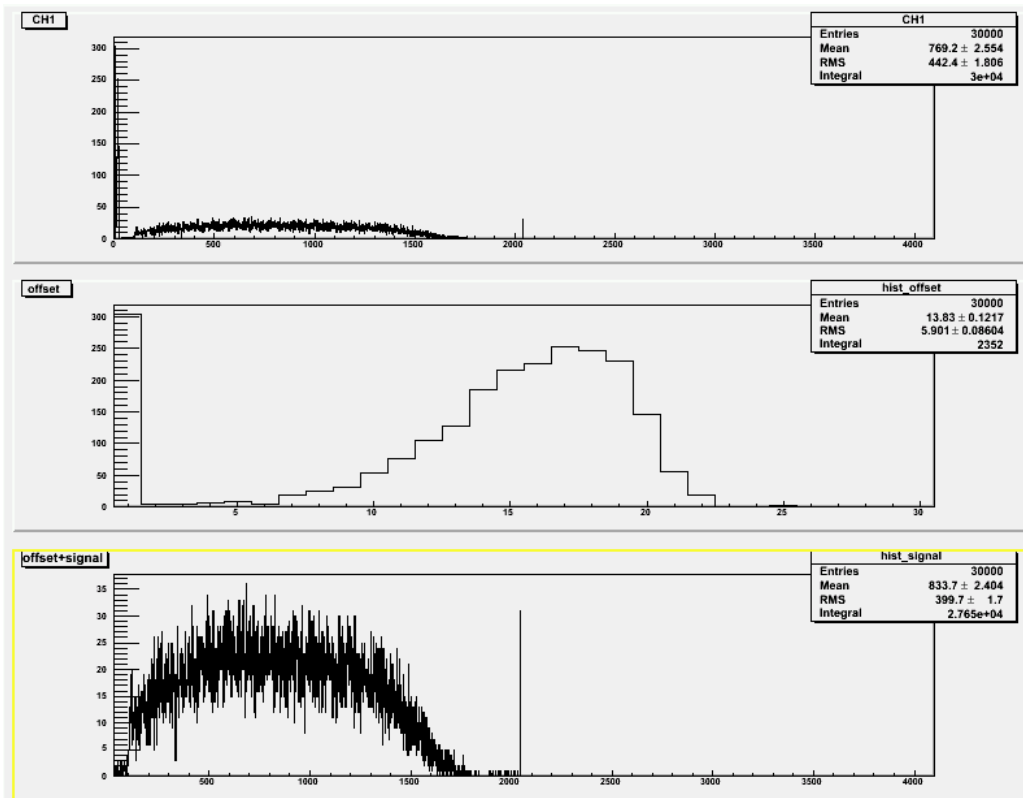 CH1
CH1
Entries 30000
Mean 769.2 ± 2.554
RMS 442.4 ± 1.806
Integral 3e+04
300
250
200
150
100
50
0
0 500 1000 1500 2000 2500 3000 3500 4000
offset
hist_offset
Entries 30000
Mean 13.83 ± 0.1217
RMS 5.901 ± 0.08604
Integral 2352
300
250
200
150
100
50
0
5 10 15 20 25 30
offset+signal
hist_signal
Entries 30000
Mean 833.7 ± 2.404
RMS 399.7 ± 1.7
Integral 2.765e+04
35
30
25
20
15
10
5
0
500 1000 1500 2000 2500 3000 3500 4000